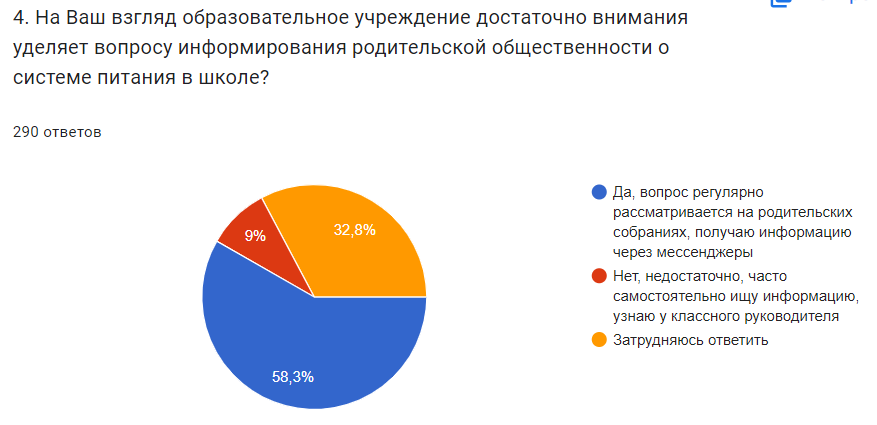 4. На Ваш взгляд образовательное учреждение достаточно внимания
уделяет вопросу информирования родительской общественности о
системе питания в школе?
290 ответов
32,8%
9%
58,3%
Да, вопрос регулярно
рассматривается на родительских
собраниях, получаю информацию
через мессенджеры
Нет, недостаточно, часто
самостоятельно ищу информацию,
узнаю у классного руководителя
Затрудняюсь ответить